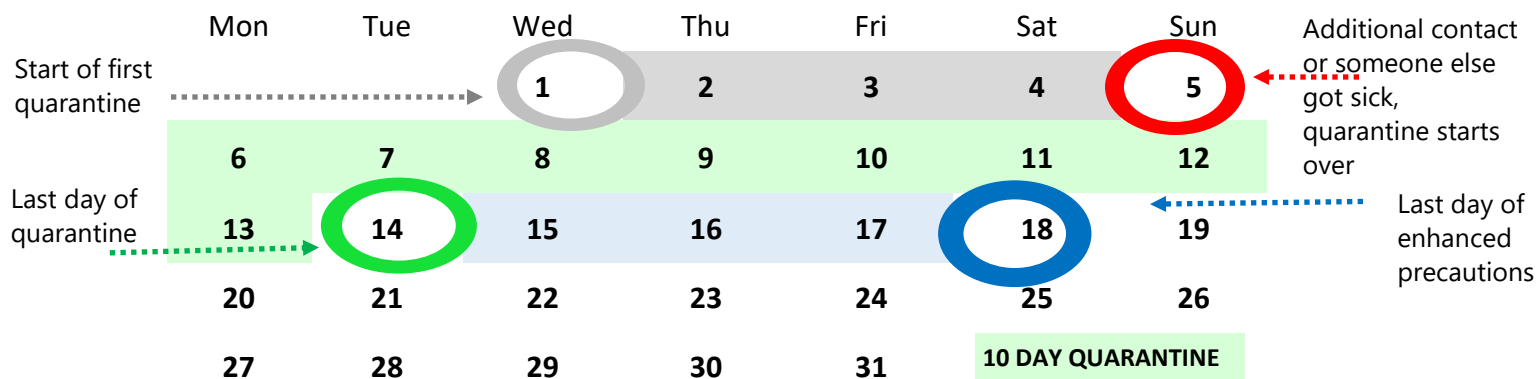 Mon Tue Wed Thu Fri Sat Sun
Start of first
quarantine
1 2 3 4 5
Additional contact
or someone else
got sick,
quarantine starts
over
6 7 8 9 10 11 12
Last day of
quarantine
13 14 15 16 17 18 19
Last day of
enhanced
precautions
20 21 22 23 24 25 26
27 28 29 30 31
10 DAY QUARANTINE